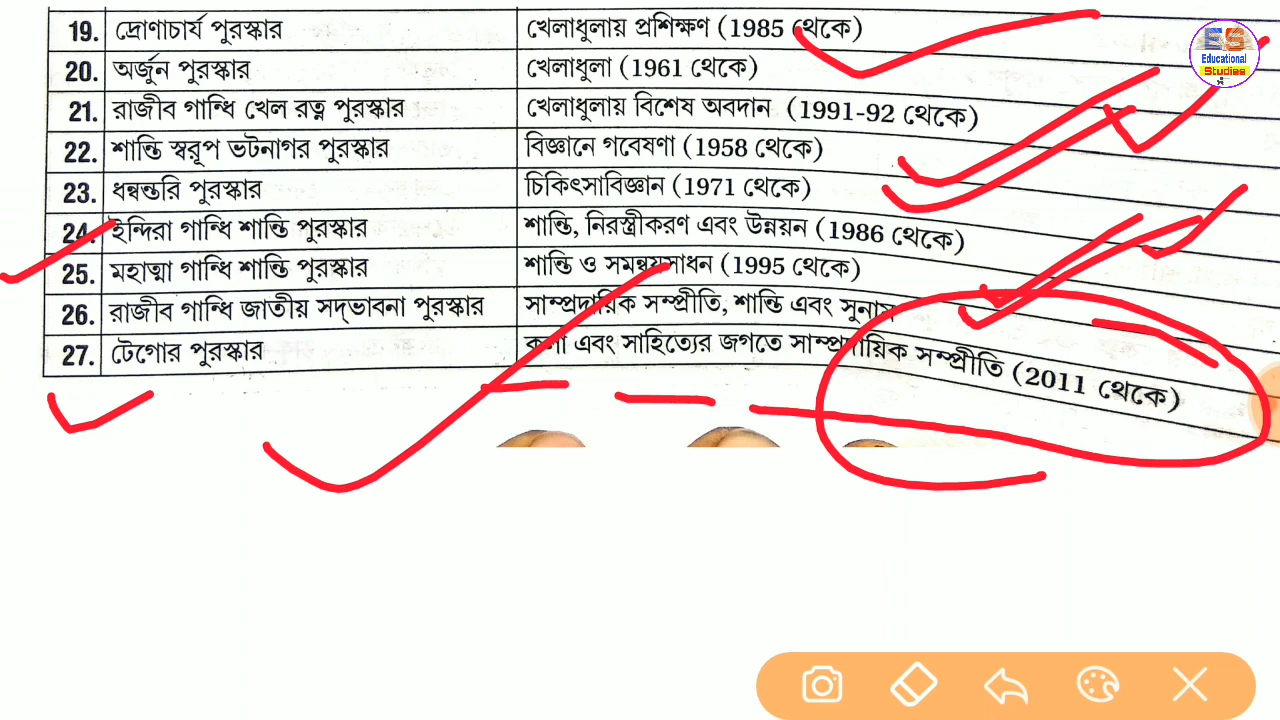 19. দ্রোণাচার্য পুরস্কার খেলাধুলায় প্রশিক্ষণ (1985 থেকে)
20. অর্জুন পুরস্কার খেলাধুলা (1961 থেকে)
21. রাজীব গান্ধি খেল রত্ন পুরস্কার খেলাধুলায় বিশেষ অবদান (1991-92 থেকে)
22. শান্তি স্বরূপ ভটনাগর পুরস্কার বিজ্ঞানে গবেষণা (1958 থেকে)
23. ধন্বন্তরি পুরস্কার চিকিৎসাবিজ্ঞান (1971 থেকে)
24. ইন্দিরা গান্ধি শান্তি পুরস্কার শান্তি, নিরস্ত্রীকরণ এবং উন্নয়ন (1986 থেকে)
25. মহাত্মা গান্ধি শান্তি পুরস্কার শান্তি ও সমন্বয়সাধন (1995 থেকে)
26. রাজীব গান্ধি জাতীয় সদ্‌ভাবনা পুরস্কার সাম্প্রদায়িক সম্প্রীতি, শান্তি এবং সুনাম
27. টেগোর পুরস্কার কলা এবং সাহিত্যের জগতে সাম্প্রদায়িক সম্প্রীতি (2011 থেকে)
ES
Educational
Studies